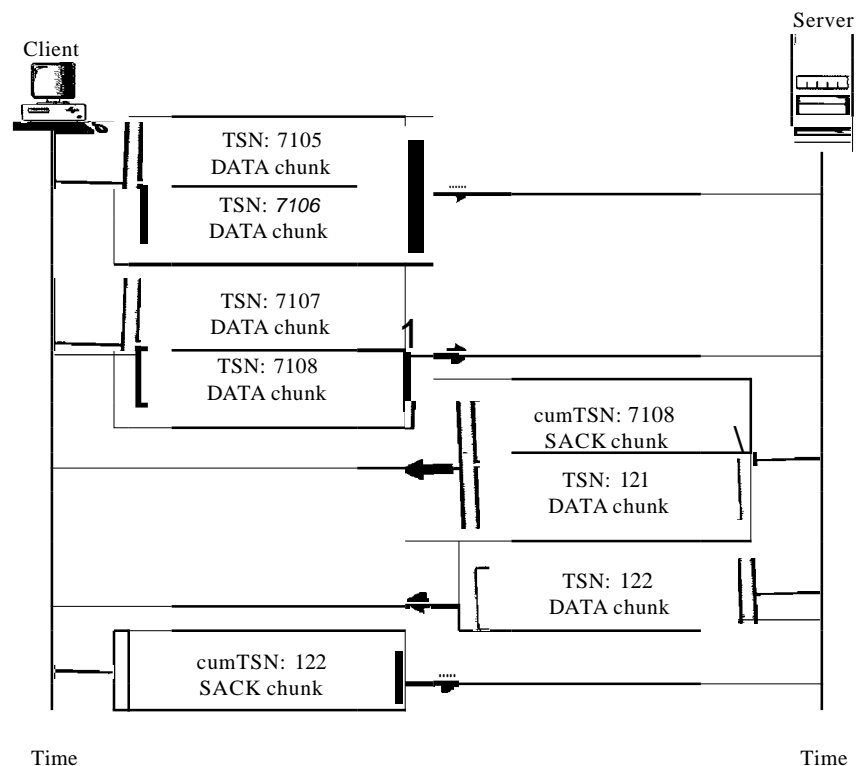 Server
Client
TSN: 7105
DATA chunk
TSN: 7106
DATA chunk
TSN: 7107
DATA chunk
1
TSN: 7108
DATA chunk
cumTSN: 7108
SACK chunk
TSN: 121
DATA chunk
TSN: 122
DATA chunk
cumTSN: 122
SACK chunk
Time
Time